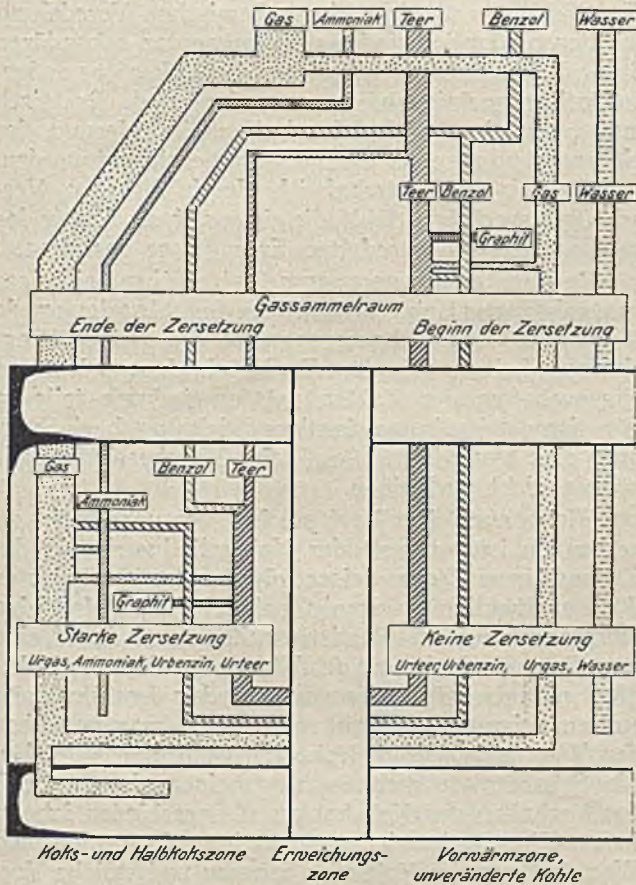 Gas Ammoniak Teer Benzol Wasser
Teer Benzol Gas Wasser
Graphit
Gassammelraum
Ende der Zersetzung Beginn der Zersetzung
Gas Benzol Teer
Ammoniak
Graphit
Starke Zersetzung
Urgas, Ammoniak, Urbenzin, Urteer
Keine Zersetzung
Urteer, Urbenzin, Urgas, Wasser
Koks- und Halbkokszone
Erweichungs-
zone
Vorwärmzone,
unveränderte Kohle